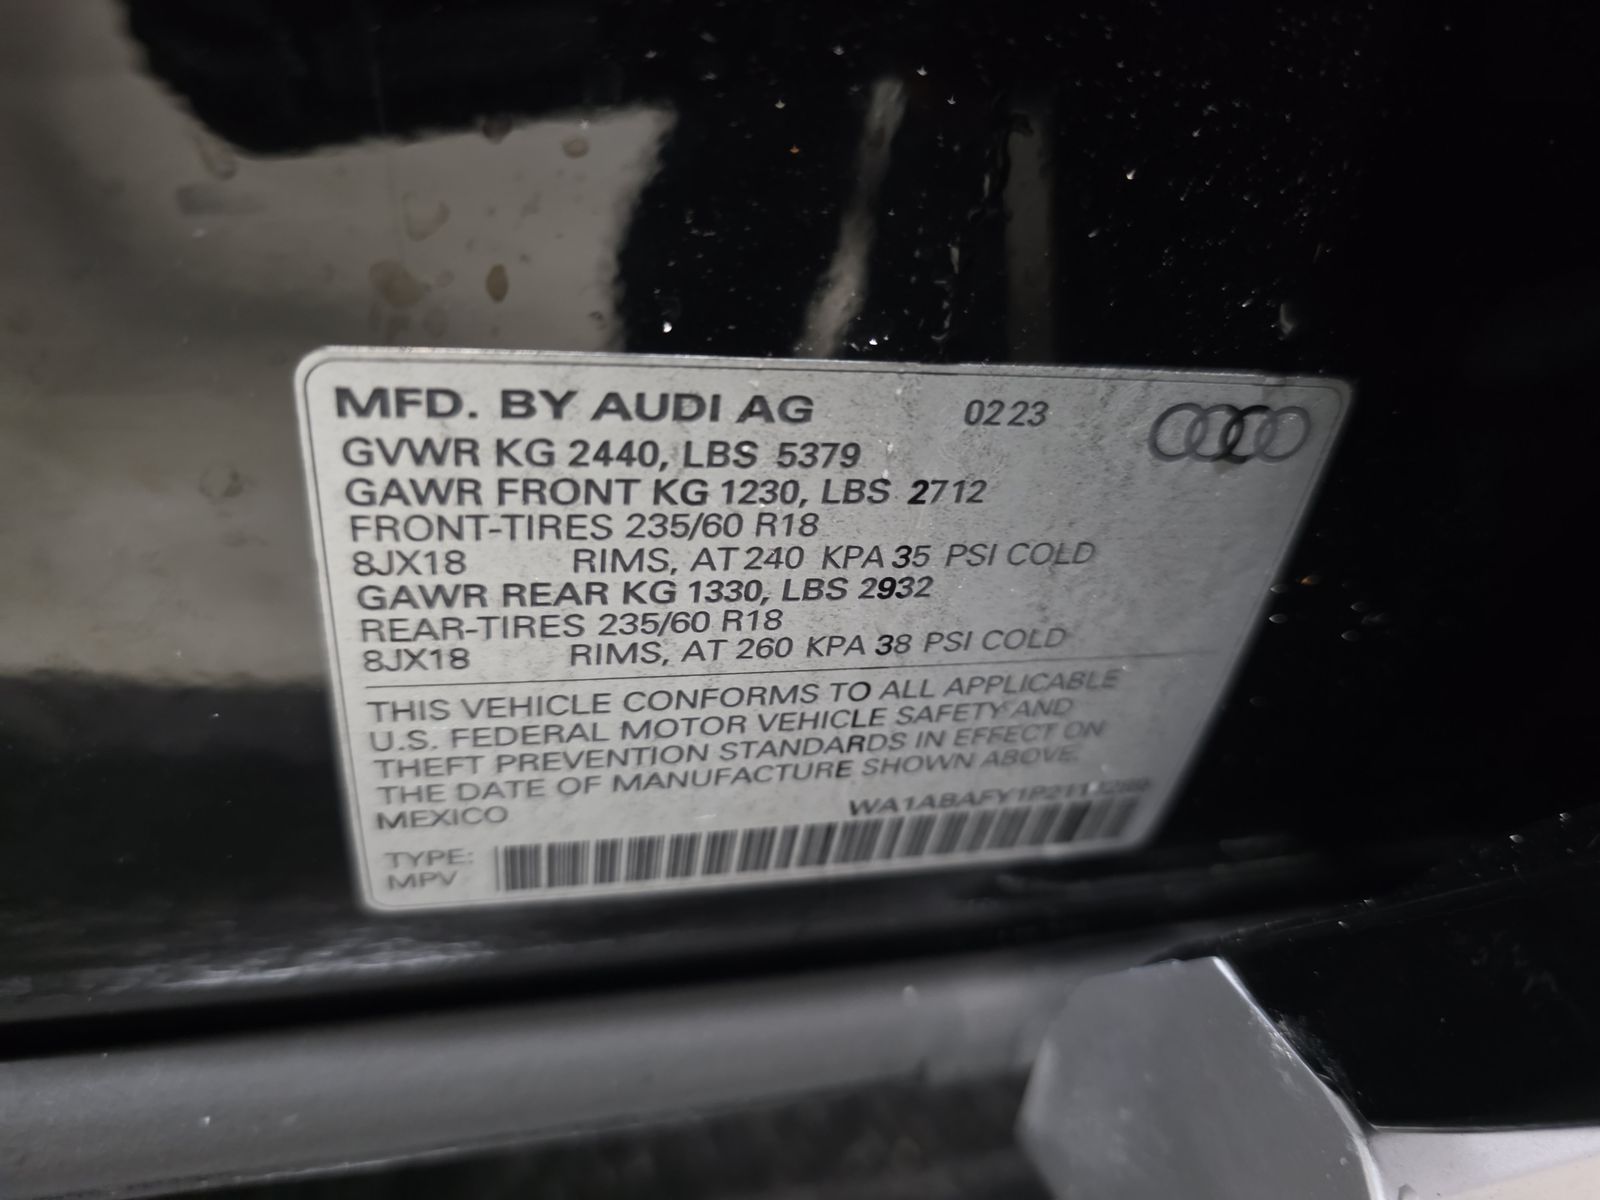 MFD. BY AUDI AG 0223
GVWR KG 2440, LBS 5379
GAWR FRONT KG 1230, LBS 2712
FRONT-TIRES 235/60 R18
8JX18 RIMS, AT 240 KPA 35 PSI COLD
GAWR REAR KG 1330, LBS 2932
REAR-TIRES 235/60 R18
8JX18 RIMS, AT 260 KPA 38 PSI COLD
THIS VEHICLE CONFORMS TO ALL APPLICABLE
U.S. FEDERAL MOTOR VEHICLE SAFETY AND
THEFT PREVENTION STANDARDS IN EFFECT ON
THE DATE OF MANUFACTURE SHOWN ABOVE.
MEXICO
TYPE:
MPV